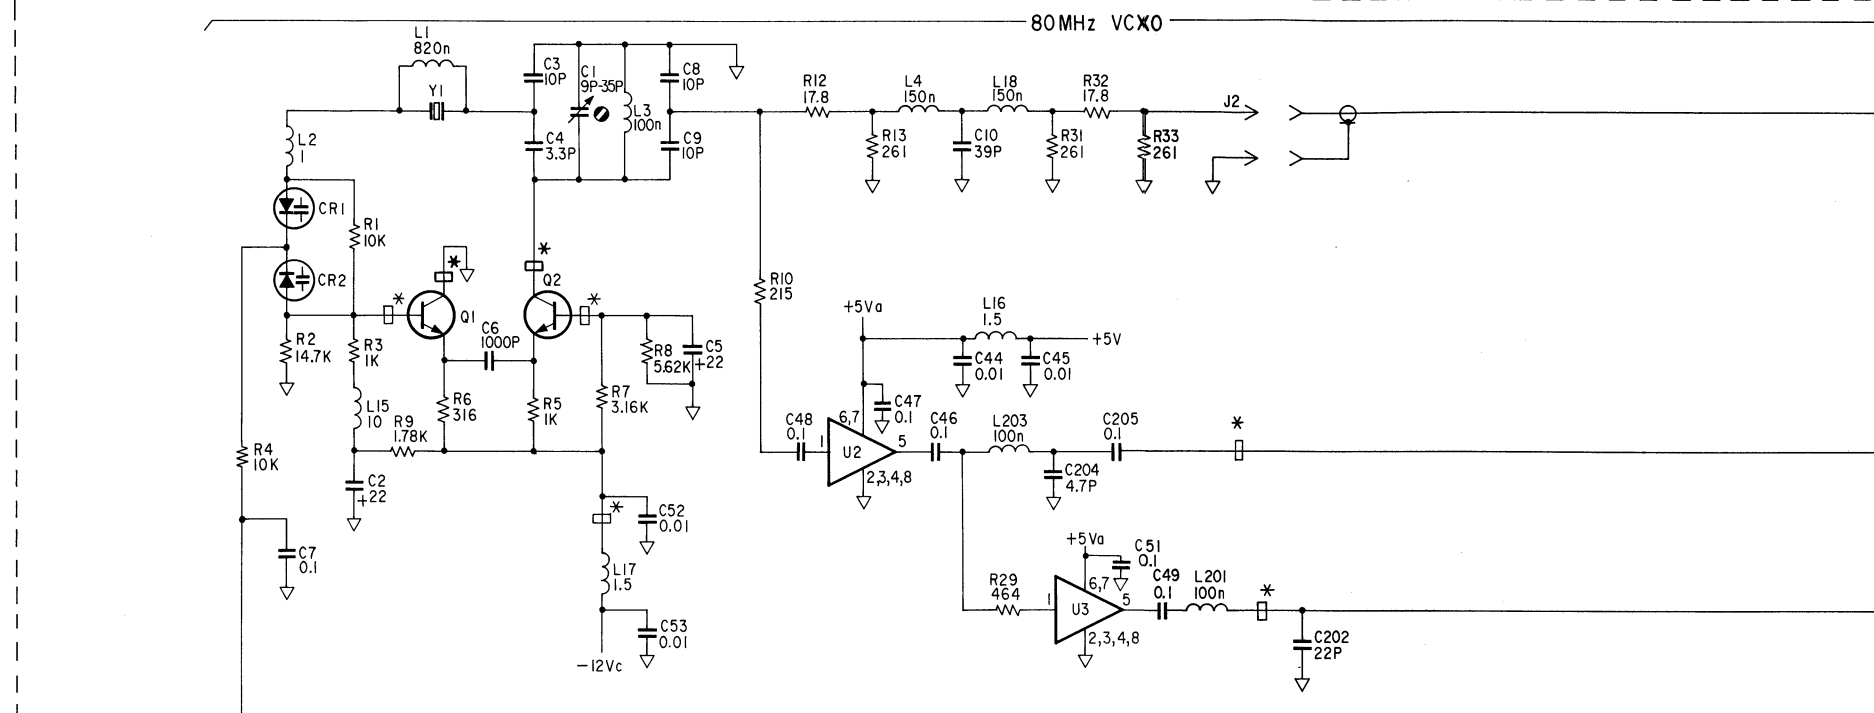 80MHz VCXO
L1
820n
Y1
C3
10P
C1
9P-35P
C8
10P
L3
100n
C4
3.3P
C9
10P
R12
17.8
L4
150n
L18
150n
R32
17.8
J2
R13
261
C10
39P
R31
261
R33
261
L2
1
CR1
R1
10K
CR2
*
*
Q2
*
*
Q1
R10
215
+5Va
L16
1.5
+5V
R2
14.7K
R3
1K
C6
1000P
R8
5.62K
C5
+22
C44
0.01
C45
0.01
L15
10
R9
1.78K
R6
316
R5
1K
R7
3.16K
C48
0.1
6,7
C47
0.1
C46
0.1
L203
100n
C205
0.1
*
1
U2
5
2,3,4,8
C204
4.7P
R4
10K
C2
+22
*
C52
0.01
C7
0.1
L17
1.5
C53
0.01
-12Vc
+5Va
C51
0.1
R29
464
1
6,7
U3
5
2,3,4,8
C49
0.1
L201
100n
*
C202
22P